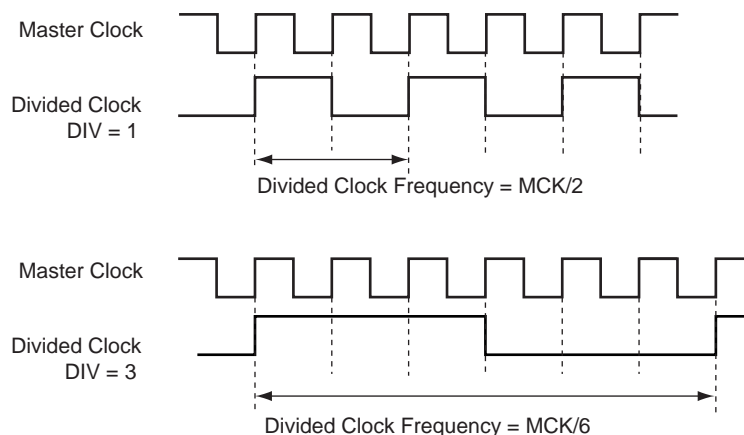 Master Clock
Divided Clock
DIV = 1
Divided Clock Frequency = MCK/2
Master Clock
Divided Clock
DIV = 3
Divided Clock Frequency = MCK/6